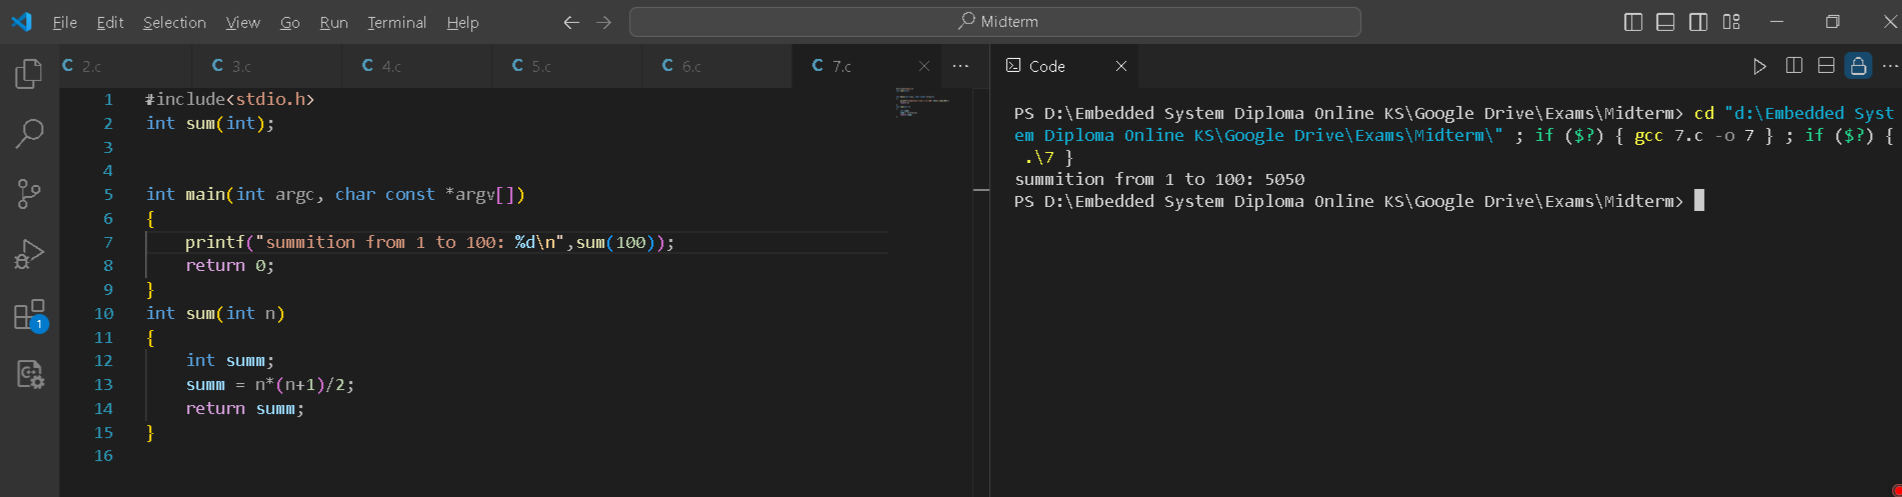 File Edit Selection View Go Run Terminal Help Midterm
2.c 3.c 4.c 5.c 6.c 7.c ... Code ...
1 #include<stdio.h>
2 int sum(int);
3
4
5 int main(int argc, char const *argv[])
6 {
7 printf("summition from 1 to 100: %d\n",sum(100));
8 return 0;
9 }
10 int sum(int n)
11 {
12 int summ;
13 summ = n*(n+1)/2;
14 return summ;
15 }
16
1
PS D:\Embedded System Diploma Online KS\Google Drive\Exams\Midterm> cd "d:\Embedded Syst
em Diploma Online KS\Google Drive\Exams\Midterm\" ; if ($?) { gcc 7.c -o 7 } ; if ($?) {
.\7 }
summition from 1 to 100: 5050
PS D:\Embedded System Diploma Online KS\Google Drive\Exams\Midterm>